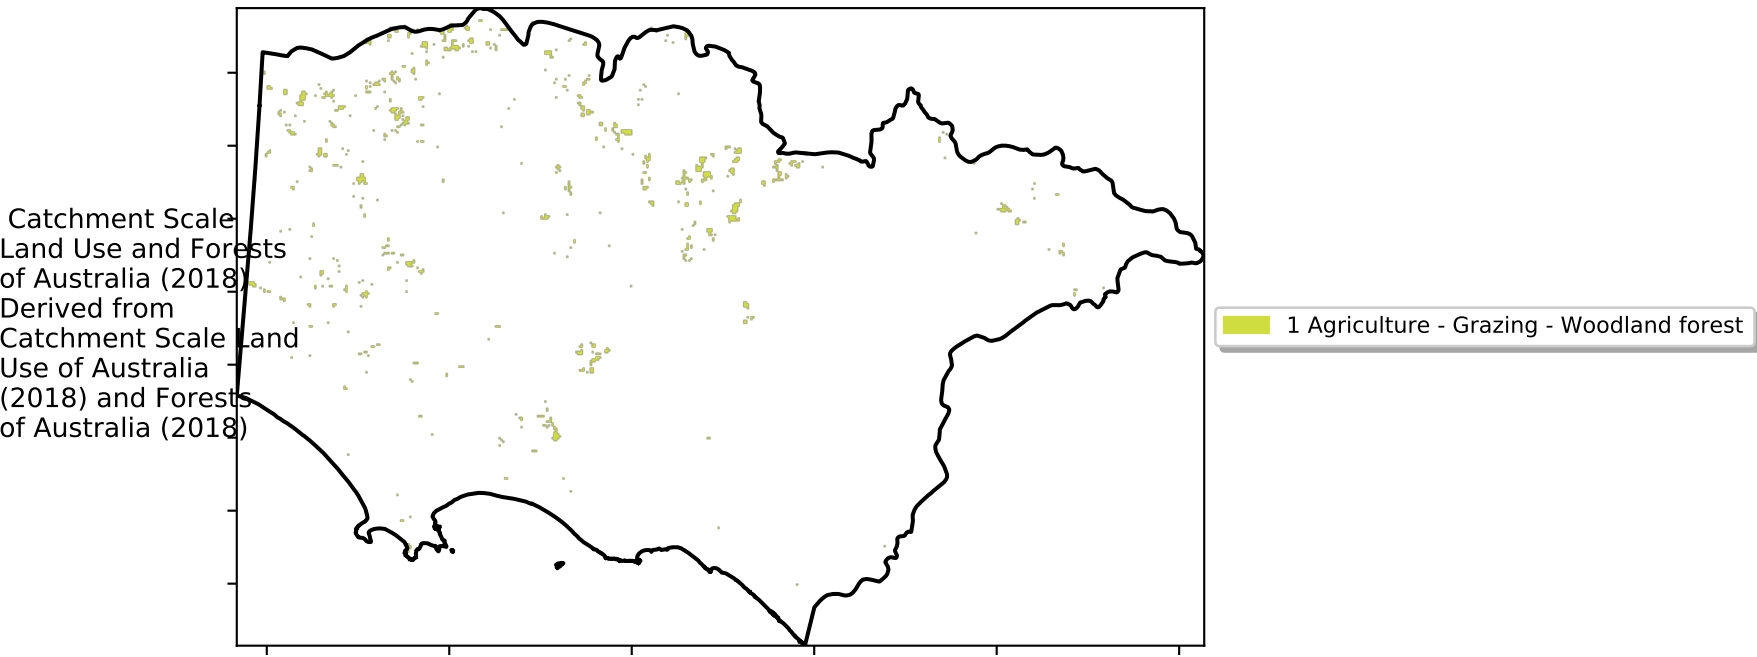 Catchment Scale
Land Use and Forests
of Australia (2018)
Derived from
Catchment Scale Land
Use of Australia
(2018) and Forests
of Australia (2018)
1 Agriculture - Grazing - Woodland forest